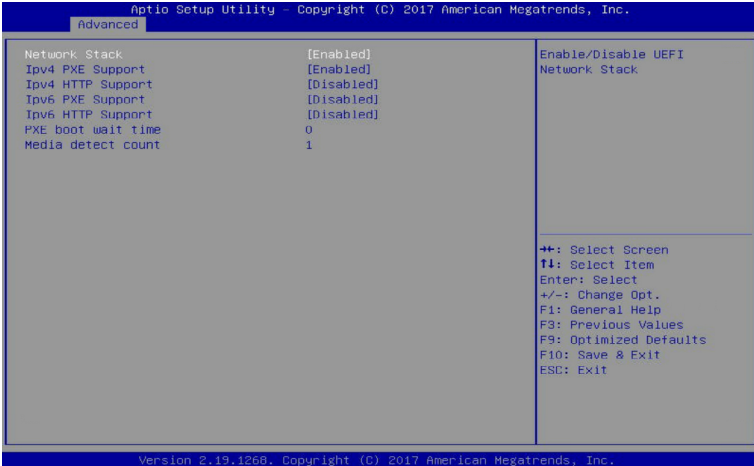 Aptio Setup Utility – Copyright (C) 2017 American Megatrends, Inc.
Advanced
Network Stack [Enabled]
Ipv4 PXE Support [Enabled]
Ipv4 HTTP Support [Disabled]
Ipv6 PXE Support [Disabled]
Ipv6 HTTP Support [Disabled]
PXE boot wait time 0
Media detect count 1
Enable/Disable UEFI
Network Stack
→←: Select Screen
↑↓: Select Item
Enter: Select
+/-: Change Opt.
F1: General Help
F3: Previous Values
F9: Optimized Defaults
F10: Save & Exit
ESC: Exit
Version 2.19.1268. Copyright (C) 2017 American Megatrends, Inc.